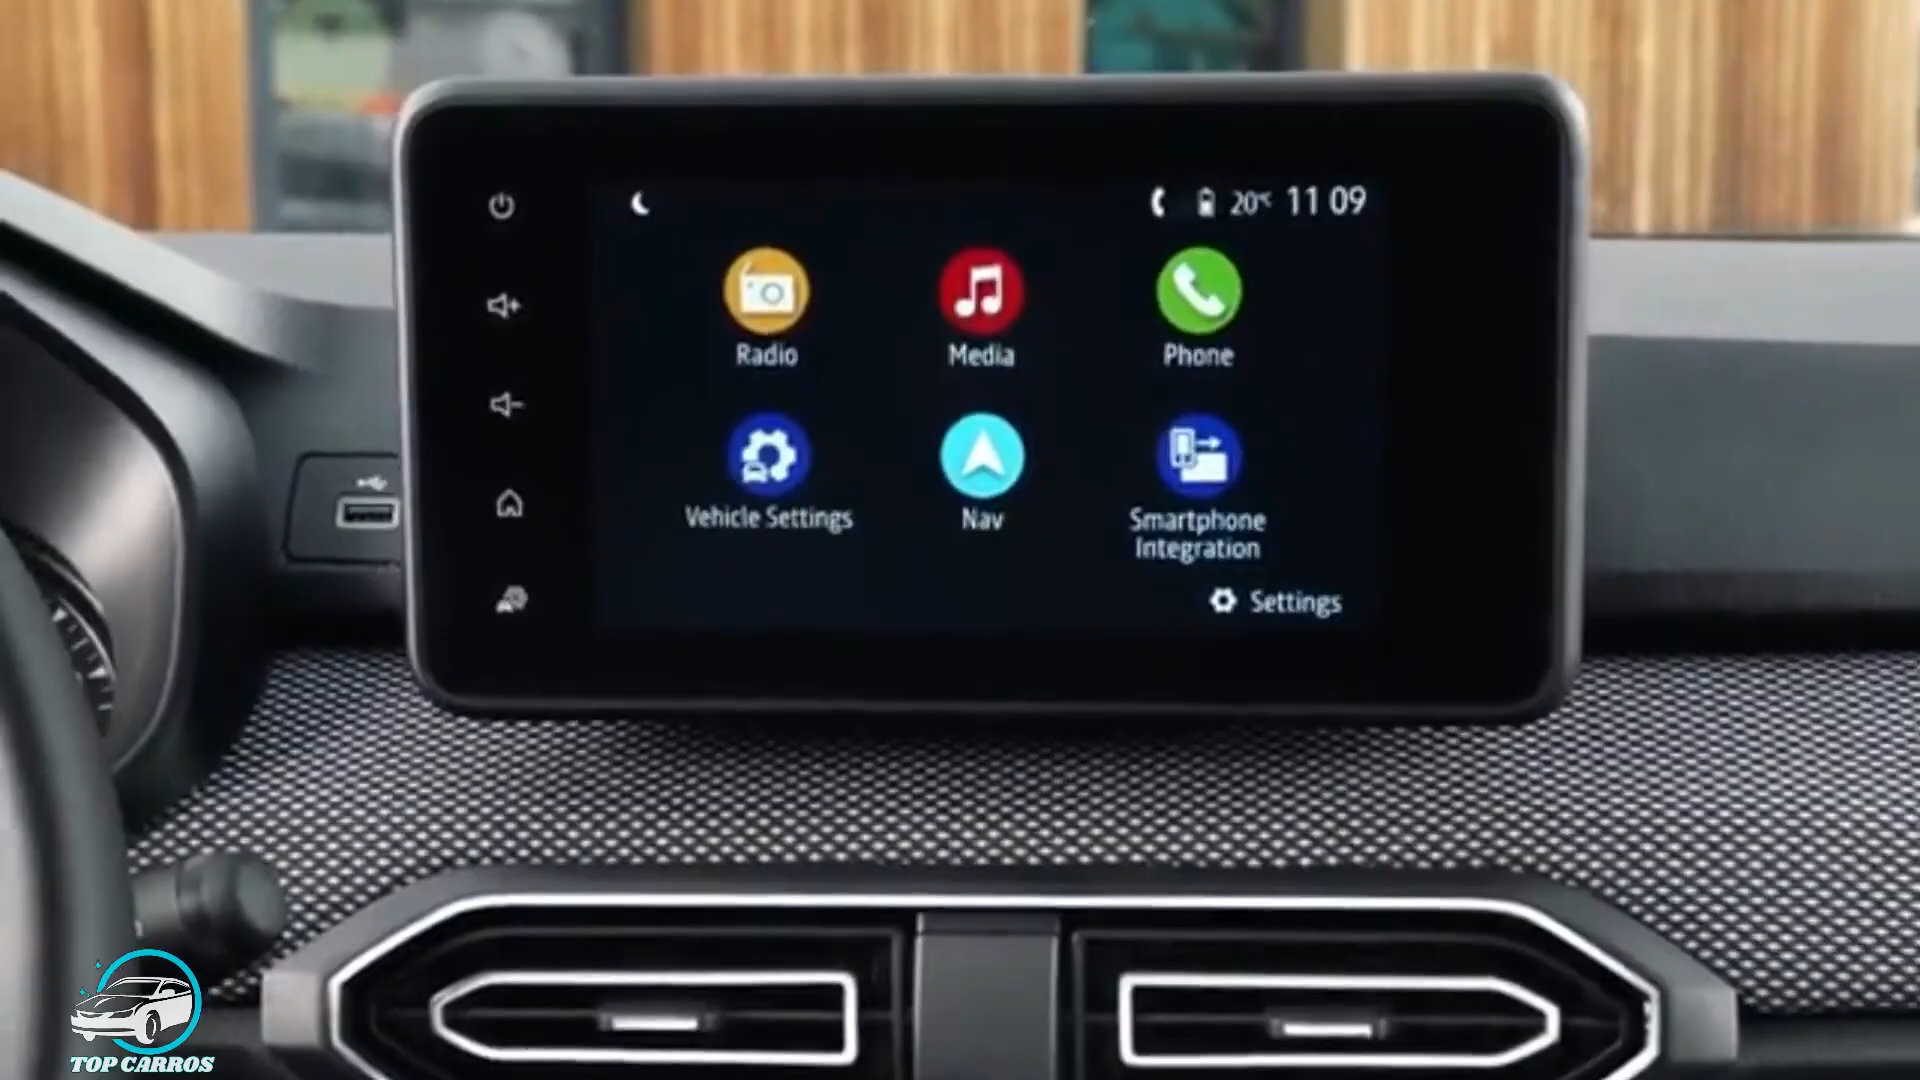 20°C 11 09
Radio
Media
Phone
Vehicle Settings
Nav
Smartphone
Integration
Settings
TOP CARROS